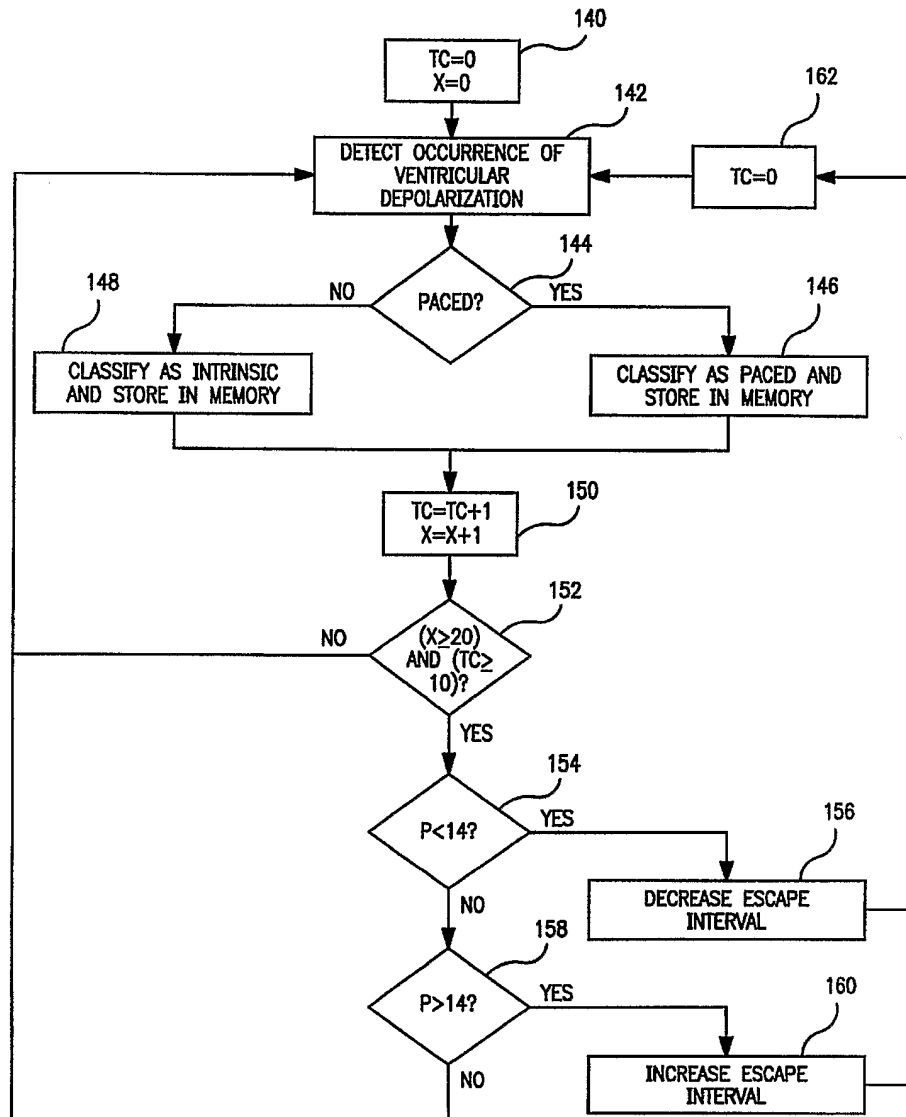 140
TC=0
X=0
162
142
DETECT OCCURRENCE OF
VENTRICULAR
DEPOLARIZATION
TC=0
144
148
NO
PACED?
YES
146
CLASSIFY AS INTRINSIC
AND STORE IN MEMORY
CLASSIFY AS PACED AND
STORE IN MEMORY
150
TC=TC+1
X=X+1
152
NO
(X≥20)
AND (TC≥
10)?
YES
154
P<14?
YES
156
DECREASE ESCAPE
INTERVAL
NO
158
P>14?
YES
160
INCREASE ESCAPE
INTERVAL
NO